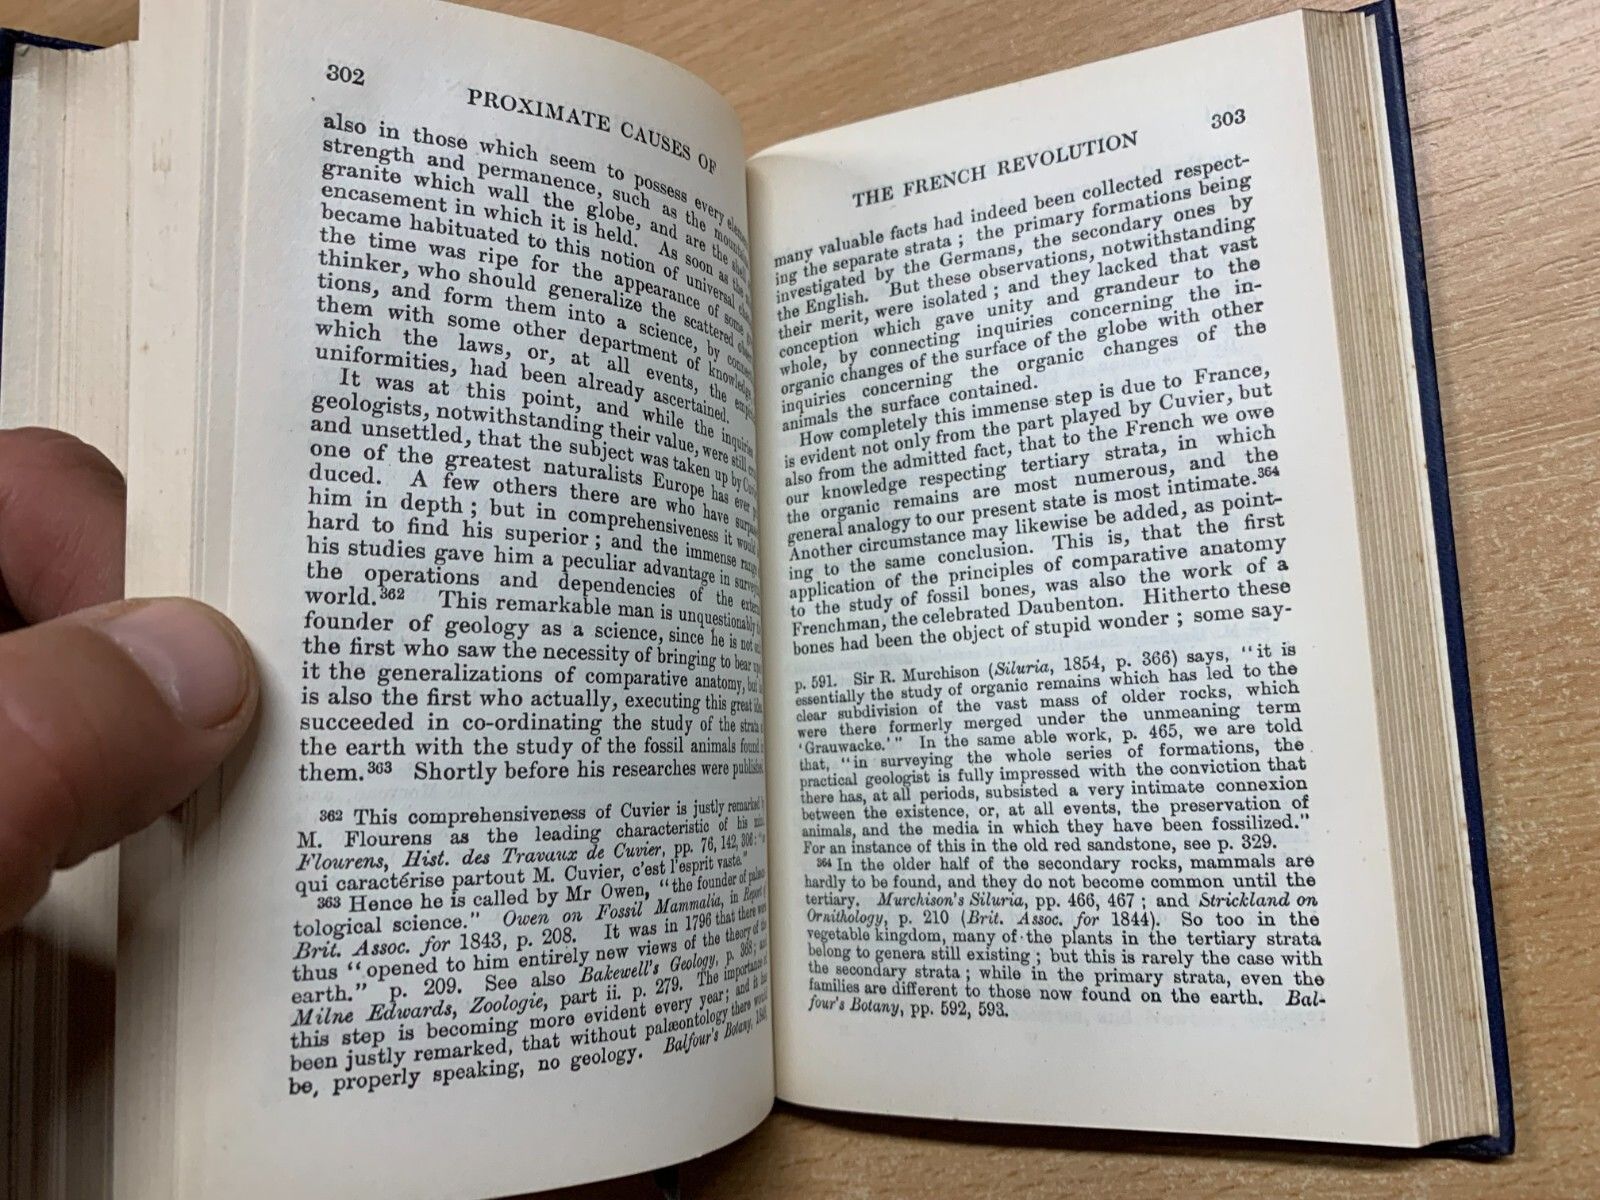 302
PROXIMATE CAUSES OF
also in those which seem to possess every
strength and permanence, such as the
granite which wall the globe, and are the
encasement in which it is held. As soon as the
became habituated to this notion of universal
the time was ripe for the appearance of some
thinker, who should generalize the scattered
tions, and form them into a science, by
them with some other department of knowledge,
which the laws, or, at all events, the
uniformities, had been already ascertained.
It was at this point, and while the
geologists, notwithstanding their value, were still
and unsettled, that the subject was taken up by
one of the greatest naturalists Europe has ever
duced. A few others there are who have
him in depth; but in comprehensiveness it would
hard to find his superior; and the immense range
his studies gave him a peculiar advantage in
the operations and dependencies of the
world.362 This remarkable man is unquestionably
founder of geology as a science, since he is not
the first who saw the necessity of bringing to bear
it the generalizations of comparative anatomy, but
is also the first who actually, executing this great
succeeded in co-ordinating the study of the strata
the earth with the study of the fossil animals found
them.363 Shortly before his researches were
362 This comprehensiveness of Cuvier is justly remarked
M. Flourens as the leading characteristic of his
Flourens, Hist. des Travaux de Cuvier, pp. 76, 142, 306:
qui caractérise partout M. Cuvier, c'est l'esprit vaste."
363 Hence he is called by Mr Owen, "the founder of
tological science." Owen on Fossil Mammalia, in Report
Brit. Assoc. for 1843, p. 208. It was in 1796 that there
thus "opened to him entirely new views of the theory of
earth." p. 209. See also Bakewell's Geology, p. 368;
Milne Edwards, Zoologie, part ii. p. 279. The importance
this step is becoming more evident every year; and it has
been justly remarked, that without palæontology there would
be, properly speaking, no geology. Balfour's Botany,
303
THE FRENCH REVOLUTION
many valuable facts had indeed been collected respect-
ing the separate strata; the primary formations being
investigated by the Germans, the secondary ones by
the English. But these observations, notwithstanding
their merit, were isolated; and they lacked that vast
conception which gave unity and grandeur to the
whole, by connecting inquiries concerning the in-
organic changes of the surface of the globe with other
inquiries concerning the organic changes of the
animals the surface contained.
How completely this immense step is due to France,
is evident not only from the part played by Cuvier, but
also from the admitted fact, that to the French we owe
our knowledge respecting tertiary strata, in which
the organic remains are most numerous, and the
general analogy to our present state is most intimate.364
Another circumstance may likewise be added, as point-
ing to the same conclusion. This is, that the first
application of the principles of comparative anatomy
to the study of fossil bones, was also the work of a
Frenchman, the celebrated Daubenton. Hitherto these
bones had been the object of stupid wonder; some say-
p. 591. Sir R. Murchison (Siluria, 1854, p. 366) says, "it is
essentially the study of organic remains which has led to the
clear subdivision of the vast mass of older rocks, which
were there formerly merged under the unmeaning term
'Grauwacke.'" In the same able work, p. 465, we are told
that, "in surveying the whole series of formations, the
practical geologist is fully impressed with the conviction that
there has, at all periods, subsisted a very intimate connexion
between the existence, or, at all events, the preservation of
animals, and the media in which they have been fossilized."
For an instance of this in the old red sandstone, see p. 329.
364 In the older half of the secondary rocks, mammals are
hardly to be found, and they do not become common until the
tertiary. Murchison's Siluria, pp. 466, 467; and Strickland on
Ornithology, p. 210 (Brit. Assoc. for 1844). So too in the
vegetable kingdom, many of the plants in the tertiary strata
belong to genera still existing; but this is rarely the case with
the secondary strata; while in the primary strata, even the
families are different to those now found on the earth. Bal-
four's Botany, pp. 592, 593.